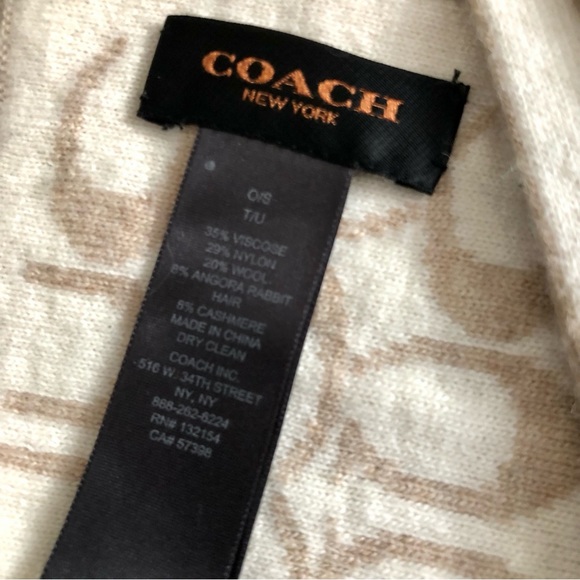 COACH
NEW YORK
O/S
T/U
35% VISCOSE
29% NYLON
20% WOOL
8% ANGORA RABBIT
HAIR
8% CASHMERE
MADE IN CHINA
DRY CLEAN
COACH INC.
516 W. 34TH STREET
NY, NY
866-262-6224
RN# 132154
CA# 57398